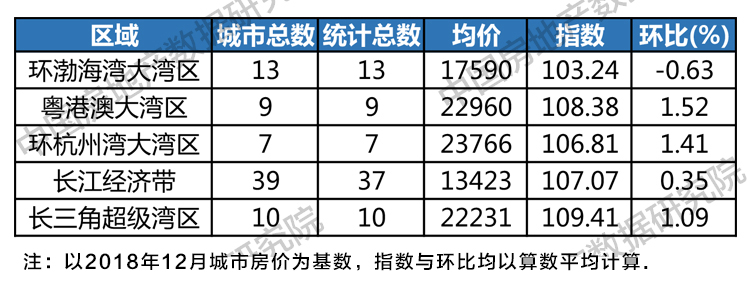 区域 城市总数 统计总数 均价 指数 环比(%)
环渤海湾大湾区 13 13 17590 103.24 -0.63
粤港澳大湾区 9 9 22960 108.38 1.52
环杭州湾大湾区 7 7 23766 106.81 1.41
长江经济带 39 37 13423 107.07 0.35
长三角超级湾区 10 10 22231 109.41 1.09
注：以2018年12月城市房价为基数，指数与环比均以算数平均计算.